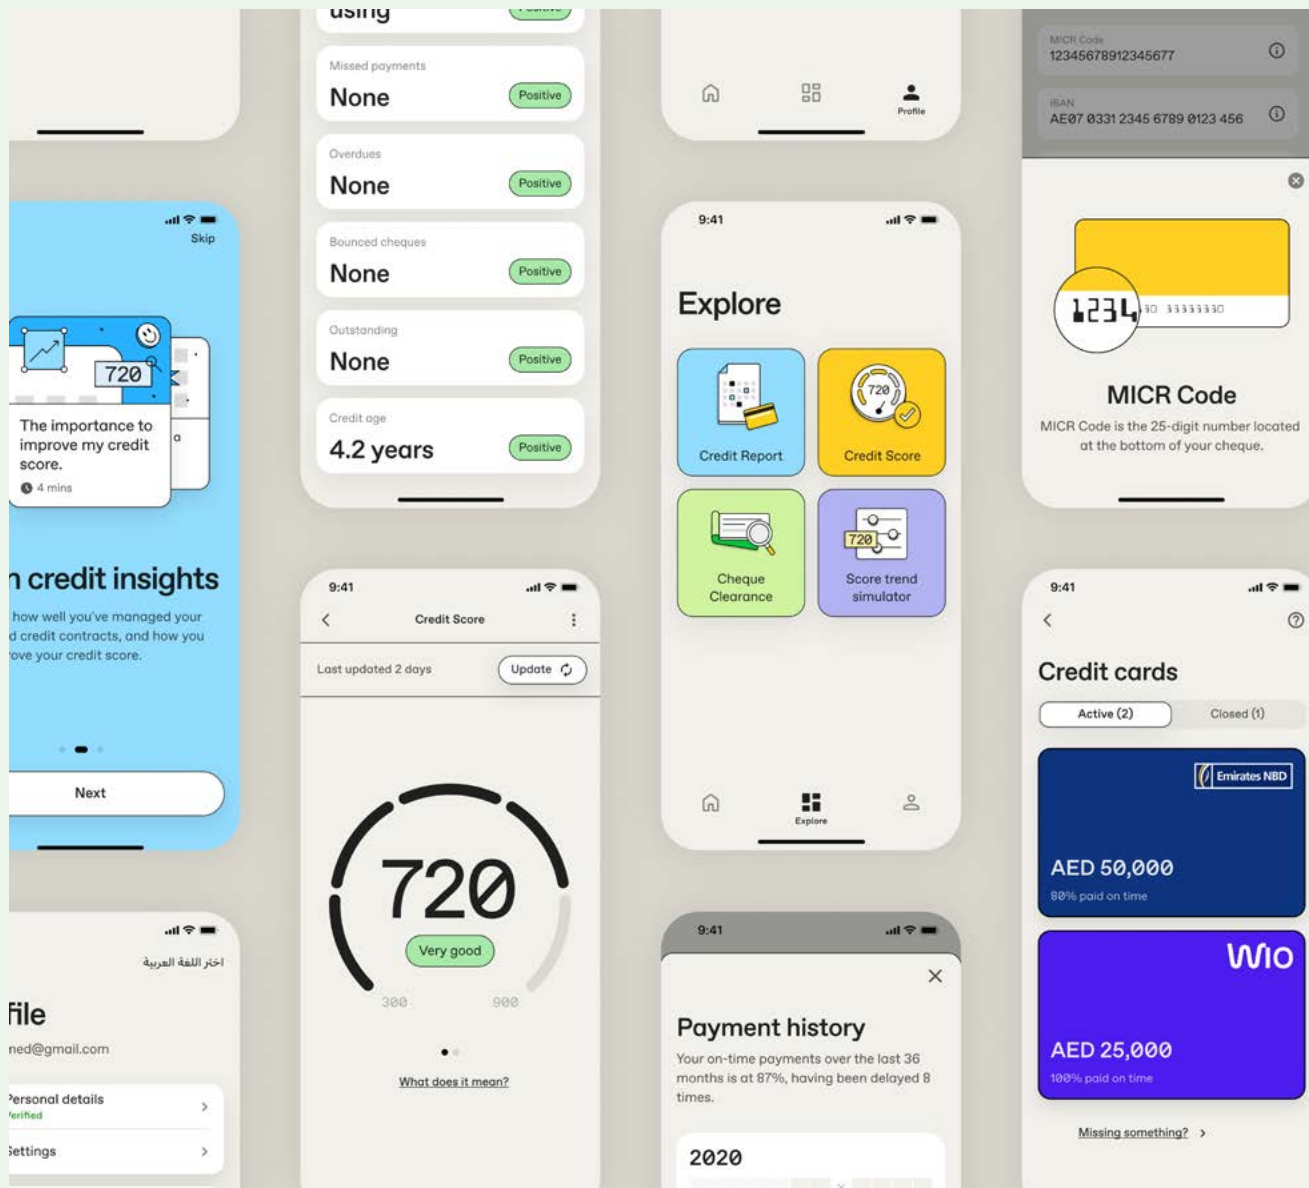 using
Missed payments
None
Positive
Overdues
None
Positive
Bounced cheques
None
Positive
Outstanding
None
Positive
Credit age
4.2 years
Positive
Profile
MICR Code
12345678912345677
IBAN
AE07 0331 2345 6789 0123 456
1234
33333330
MICR Code
MICR Code is the 25-digit number located
at the bottom of your cheque.
Skip
720
The importance to
improve my credit
score.
4 mins
a
credit insights
how well you've managed your
credit contracts, and how you
your credit score.
Next
9:41
Explore
720
Credit Report
Credit Score
720
Cheque
Clearance
Score trend
simulator
Explore
9:41
Credit Score
Last updated 2 days
Update
720
Very good
300
900
What does it mean?
9:41
Credit cards
Active (2)
Closed (1)
Emirates NBD
AED 50,000
80% paid on time
Wio
AED 25,000
100% paid on time
Missing something?
اختر اللغة العربية
file
med@gmail.com
Personal details
Verified
Settings
9:41
Payment history
Your on-time payments over the last 36
months is at 87%, having been delayed 8
times.
2020